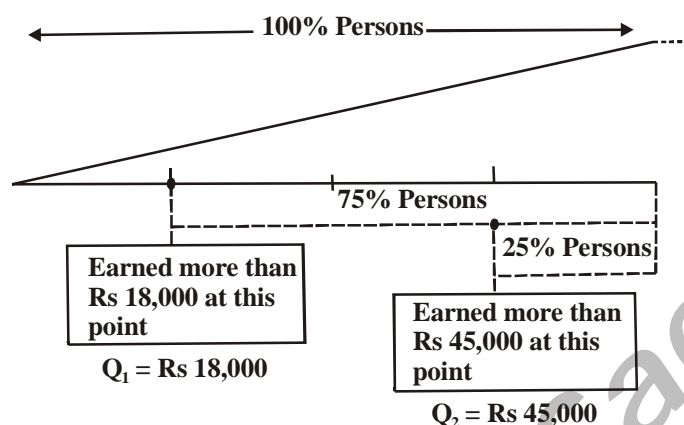 100% Persons
75% Persons
25% Persons
Earned more than
Rs 18,000 at this
point
Q₁ = Rs 18,000
Earned more than
Rs 45,000 at this
point
Q₂ = Rs 45,000